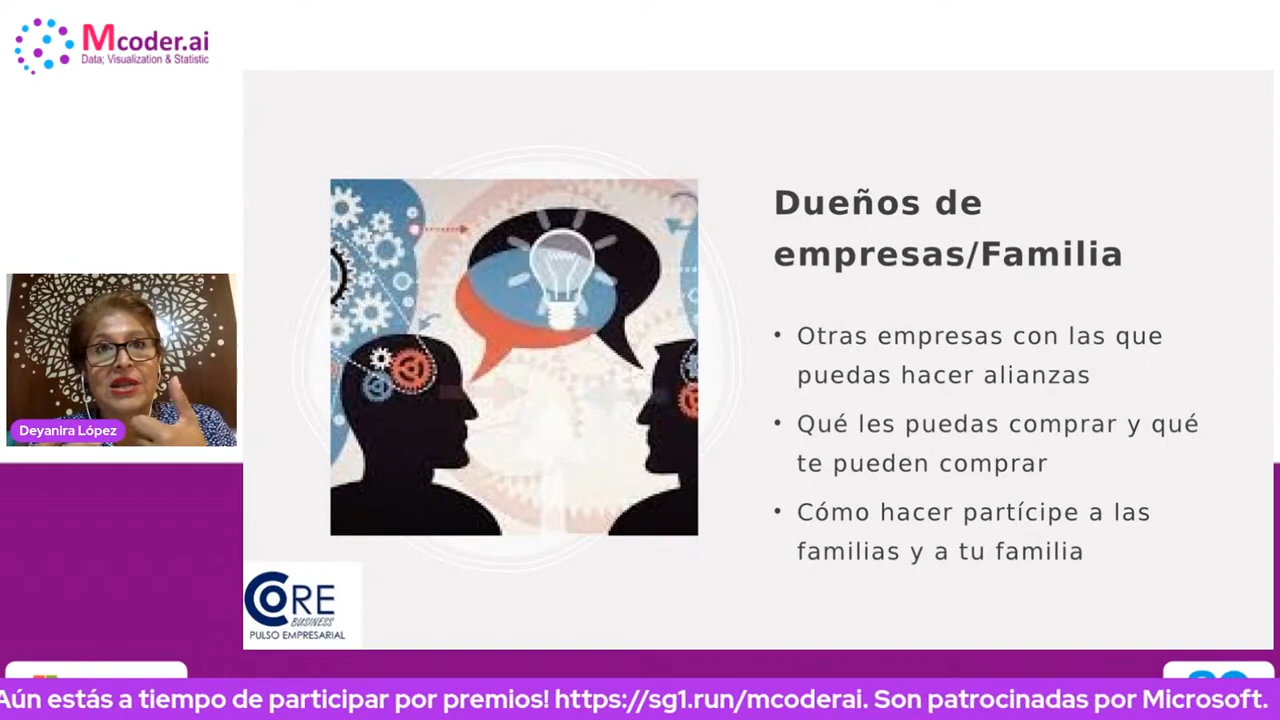 Mcoder.ai
Data; Visualization & Statistic
Dueños de
empresas/Familia
• Otras empresas con las que
puedas hacer alianzas
• Qué les puedas comprar y qué
te pueden comprar
• Cómo hacer partícipe a las
familias y a tu familia
Deyanira López
CORE
BUSINESS
PULSO EMPRESARIAL
Aún estás a tiempo de participar por premios! https://sg1.run/mcoderai. Son patrocinadas por Microsoft.